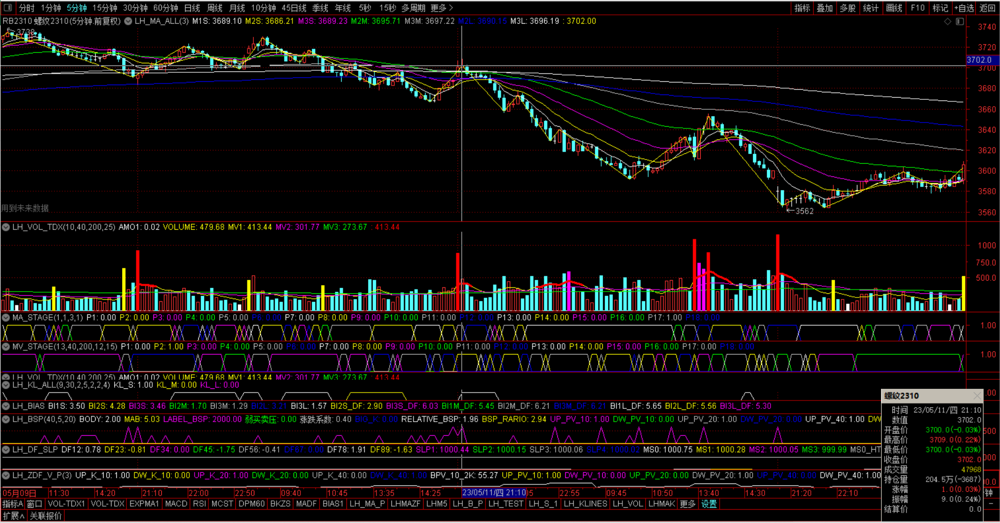 分时 1分钟 5分钟 15分钟 30分钟 60分钟 日线 周线 月线 10分钟 45日线 季线 年线 5秒 15秒 多周期 更多 指标 叠加 多股 统计 画线 F10 标记 +自选 返回
RB2310 螺纹2310(5分钟.前复权) LH_MA_ALL(3) M1S: 3689.10 M2S: 3686.21 M3S: 3689.23 M2M: 3695.71 M3M: 3697.22 M2L: 3690.15 M3L: 3696.19 : 3702.00
3738
3740
3720
3702.0
3700
3680
3660
3640
3620
3600
3580
3560
用到未来数据
3562
LH_VOL_TDX(10,40,200,25) AMO1: 0.02 VOLUME: 479.68 MV1: 413.44 MV2: 301.77 MV3: 273.67 : 413.44
1000
750.0
500.0
MA_STAGE(1,1,3,1) P1: 0.00 P2: 0.00 P3: 0.00 P4: 0.00 P5: 0.00 P6: 0.00 P7: 0.00 P8: 0.00 P9: 0.00 P10: 0.00 P11: 0.00 P12: 0.00 P13: 0.00 P14: 0.00 P15: 0.00 P16: 0.00 P17: 1.00 P18: 0.00
1.00
MV_STAGE(13,40,200,12,15) P1: 0.00 P2: 1.00 P3: 0.00 P4: 0.00 P5: 0.00 P6: 0.00 P7: 0.00 P8: 0.00 P9: 0.00 P10: 0.00 P11: 0.00 P12: 0.00 P13: 0.00 P14: 0.00 P15: 0.00 P16: 0.00 P17: 0.00 P18: 0.00
1.00
LH_VOL_TDX(10,40,200,25) AMO1: 0.02 VOLUME: 479.68 MV1: 413.44 MV2: 301.77 MV3: 273.67 : 413.44
LH_KL_ALL(9,30,2,5,2,2,4) KL_S: 1.00 KL_M: 0.00 KL_L: 0.00
.00
LH_BIAS BI1S: 3.50 BI2S: 4.28 BI3S: 3.46 BI2M: 1.70 BI3M: 1.29 BI2L: 3.21 BI3L: 1.57 BI2S_DF: 2.90 BI3S_DF: 6.03 BI1M_DF: 5.45 BI2M_DF: 6.21 BI3M_DF: 6.21 BI1L_DF: 5.65 BI2L_DF: 5.56 BI3L_DF: 5.30
LH_BSP(40,5,20) BODY: 2.00 MAB: 5.03 LABEL_BSP: 2000.00 弱买卖压: 0.00 涨跌系数: 0.40 BIG_K: 0.00 RELATIVE_BSP: 1.96 BSP_RARIO: 2.94 UP_PV_10: 1.00 DW_PV_10: 0.00 UP_PV_20: 1.00 DW_PV_20: 0.00 UP_PV_40: 1.00 DW
500
LH_DF_SLP DF12: 0.78 DF23: -0.81 DF34: 0.00 DF45: -1.75 DF56: -0.41 DF67: 0.00 DF78: 1.91 DF89: -1.63 SLP1: 1000.44 SLP2: 1000.15 SLP3: 1000.06 SLP4: 1000.02 MS0: 1000.75 MS1: 1000.28 MS2: 1000.05 MS3: 999.99 MS0_HT
000
LH_ZDF_V_P(3) UP_K_10: 1.00 DW_K_10: 0.00 UP_K_20: 1.00 DW_K_20: 0.00 UP_K_40: 0.00 DW_K_40: 1.00 BPV_10_2K: 55.27 UP_PV_10: 1.00 DW_PV_10: 0.00 UP_PV_20: 0.00 DW_PV_20: 1.00 UP_PV_40: 0.00 DW_PV_40: 1.00
0.0
05月09日 11:30 14:20 21:10 22:00 22:50 09:40 10:45 13:35 14:25 23/05/11/四 21:10 05 22:55 09:45 10:50 13:40 14:30 21:20 22:10 钟
指标A 窗口 VOL-TDX1 VOL-TDX EXPMA1 MACD RSI MCST DPM60 BKZS MADF BIAS1 LH_MA_P LHMAZF LHM5 LH_B_P LH_TEST LH_S_1 LH_KLINES LH_VOL LHMAK 更多 设置
扩展∧ 关联报价
螺纹2310
时间 23/05/11/四 21:10
数值 3702.0
开盘价 3700.0(-0.03%)
最高价 3709.0(0.22%)
最低价 3700.0(-0.03%)
收盘价 3702.0
成交量 47968
持仓量 204.5万(-3687)
涨幅 1.0(0.03%)
振幅 9.0(0.24%)
结算价 0.0